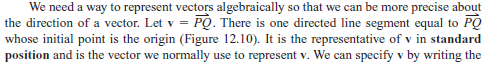 We need a way to represent vectors algebraically so that we can be more precise about
the direction of a vector. Let v = PQ⃗. There is one directed line segment equal to PQ⃗
whose initial point is the origin (Figure 12.10). It is the representative of v in standard
position and is the vector we normally use to represent v. We can specify v by writing the